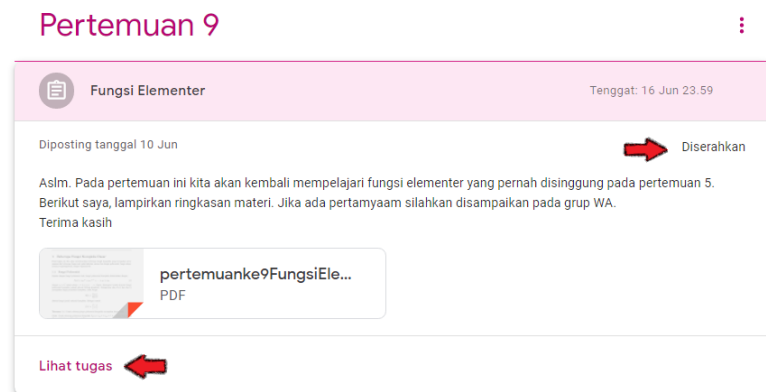 Pertemuan 9
Fungsi Elementer
Tenggat: 16 Jun 23.59
Diposting tanggal 10 Jun
Diserahkan
Aslm. Pada pertemuan ini kita akan kembali mempelajari fungsi elementer yang pernah disinggung pada pertemuan 5.
Berikut saya, lampirkan ringkasan materi. Jika ada pertamyaam silahkan disampaikan pada grup WA.
Terima kasih
pertemuanke9FungsiEle...
PDF
Lihat tugas